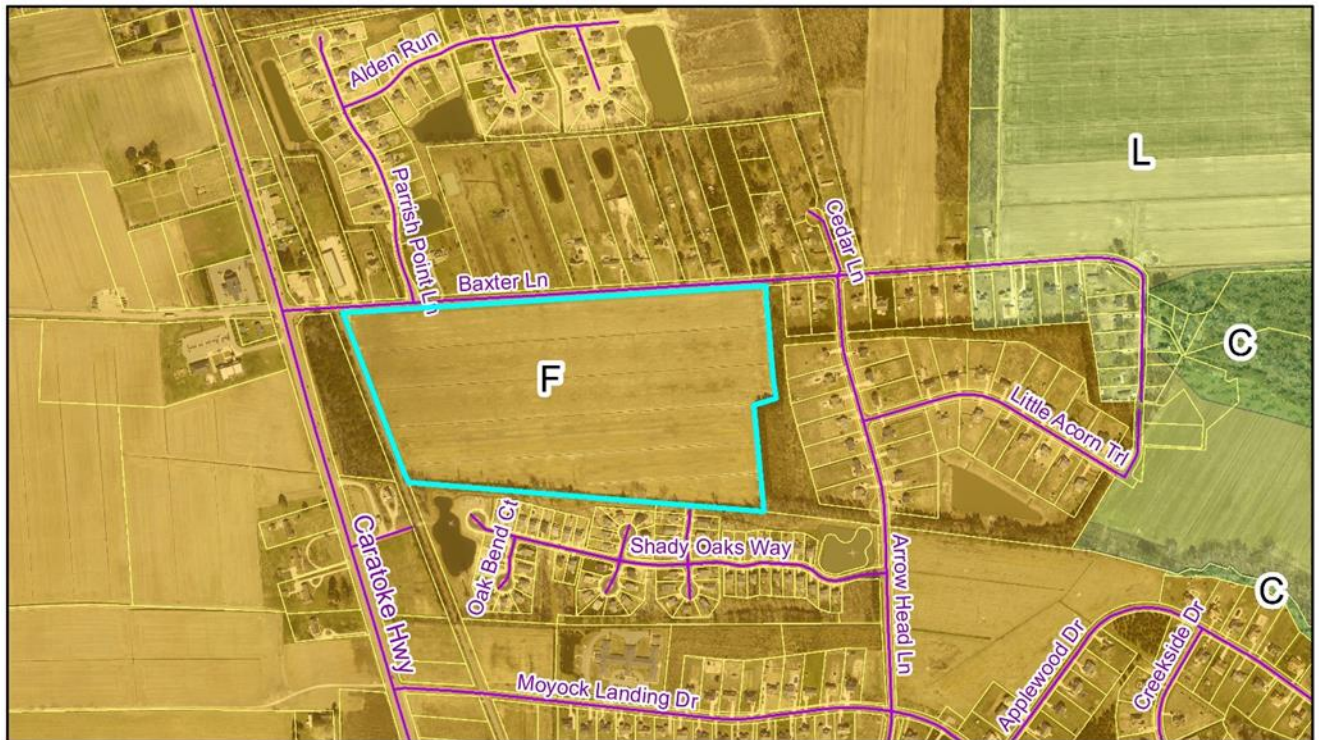 Alden Run
L
Parrish Point Ln
Cedar Ln
Baxter Ln
C
F
Little Acorn Trl
Oak Bend Ct
Shady Oaks Way
Caratoke Hwy
Arrow Head Ln
C
Applewood Dr
Creekside Dr
Moyock Landing Dr